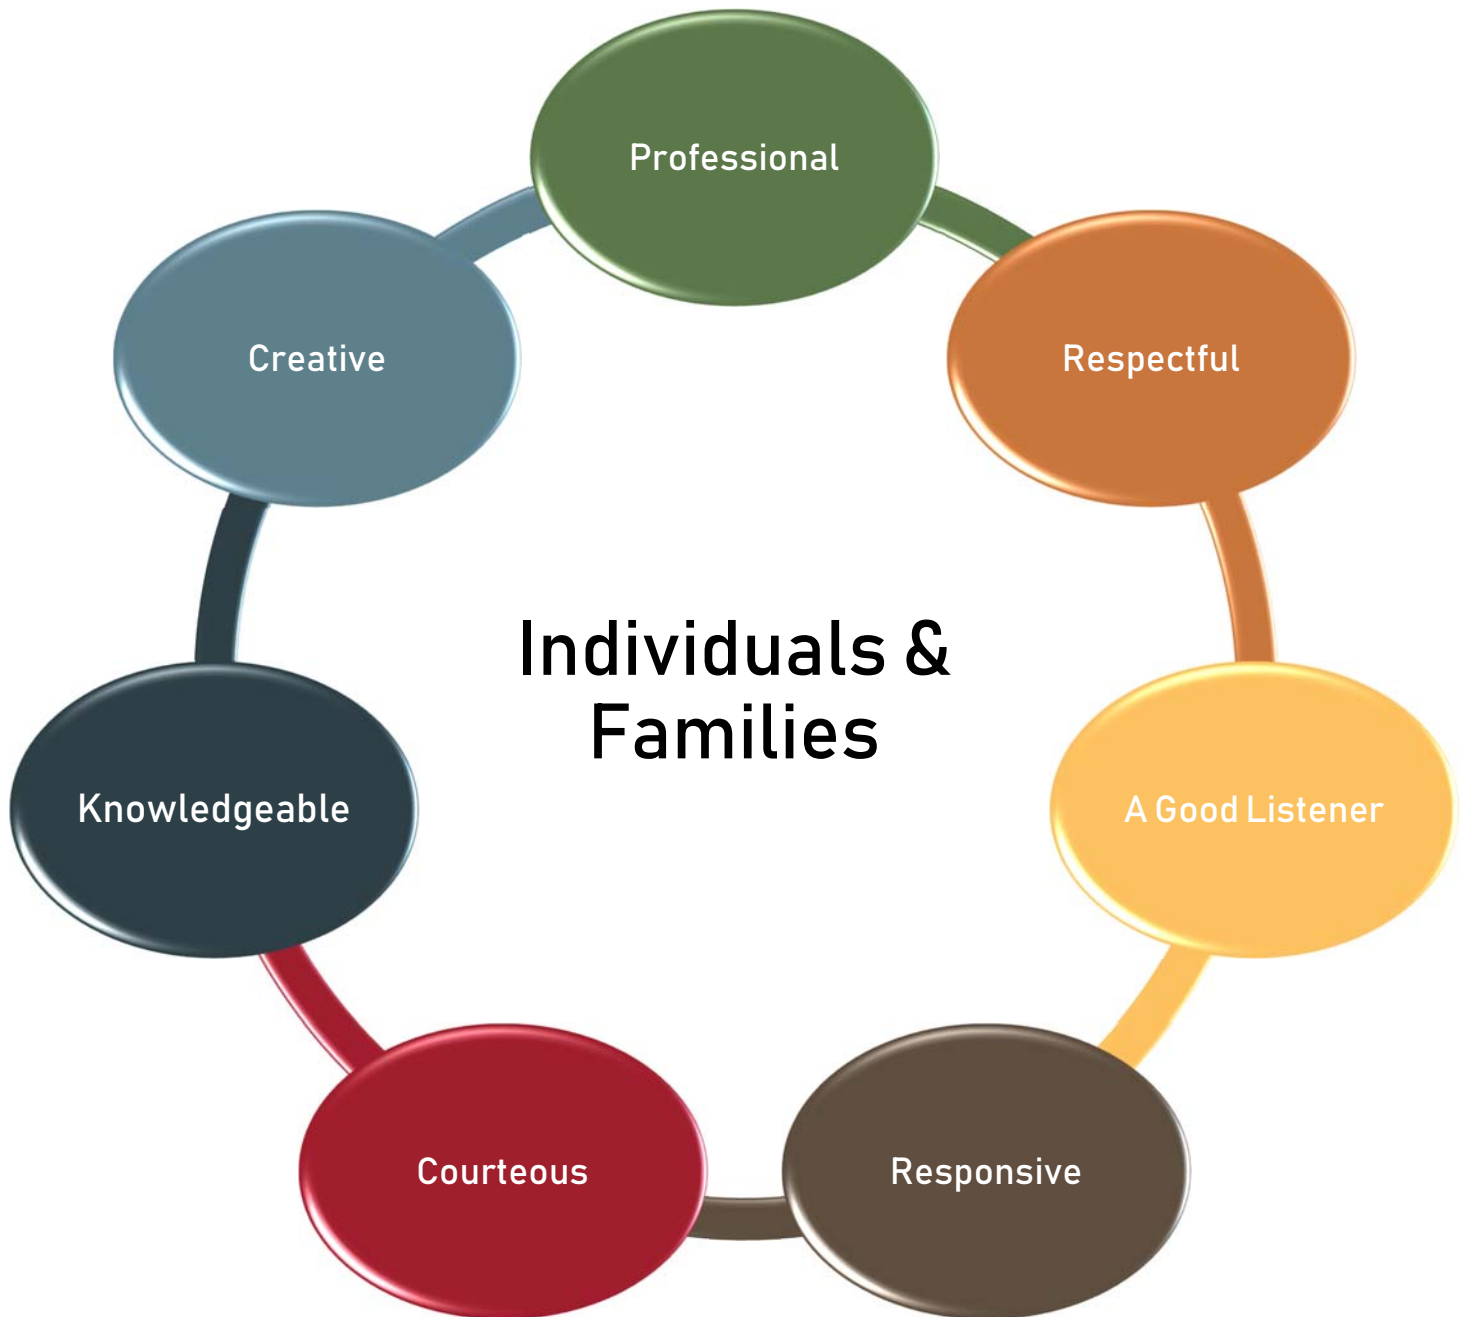 Professional
Creative
Respectful
Individuals &
Families
Knowledgeable
A Good Listener
Courteous
Responsive